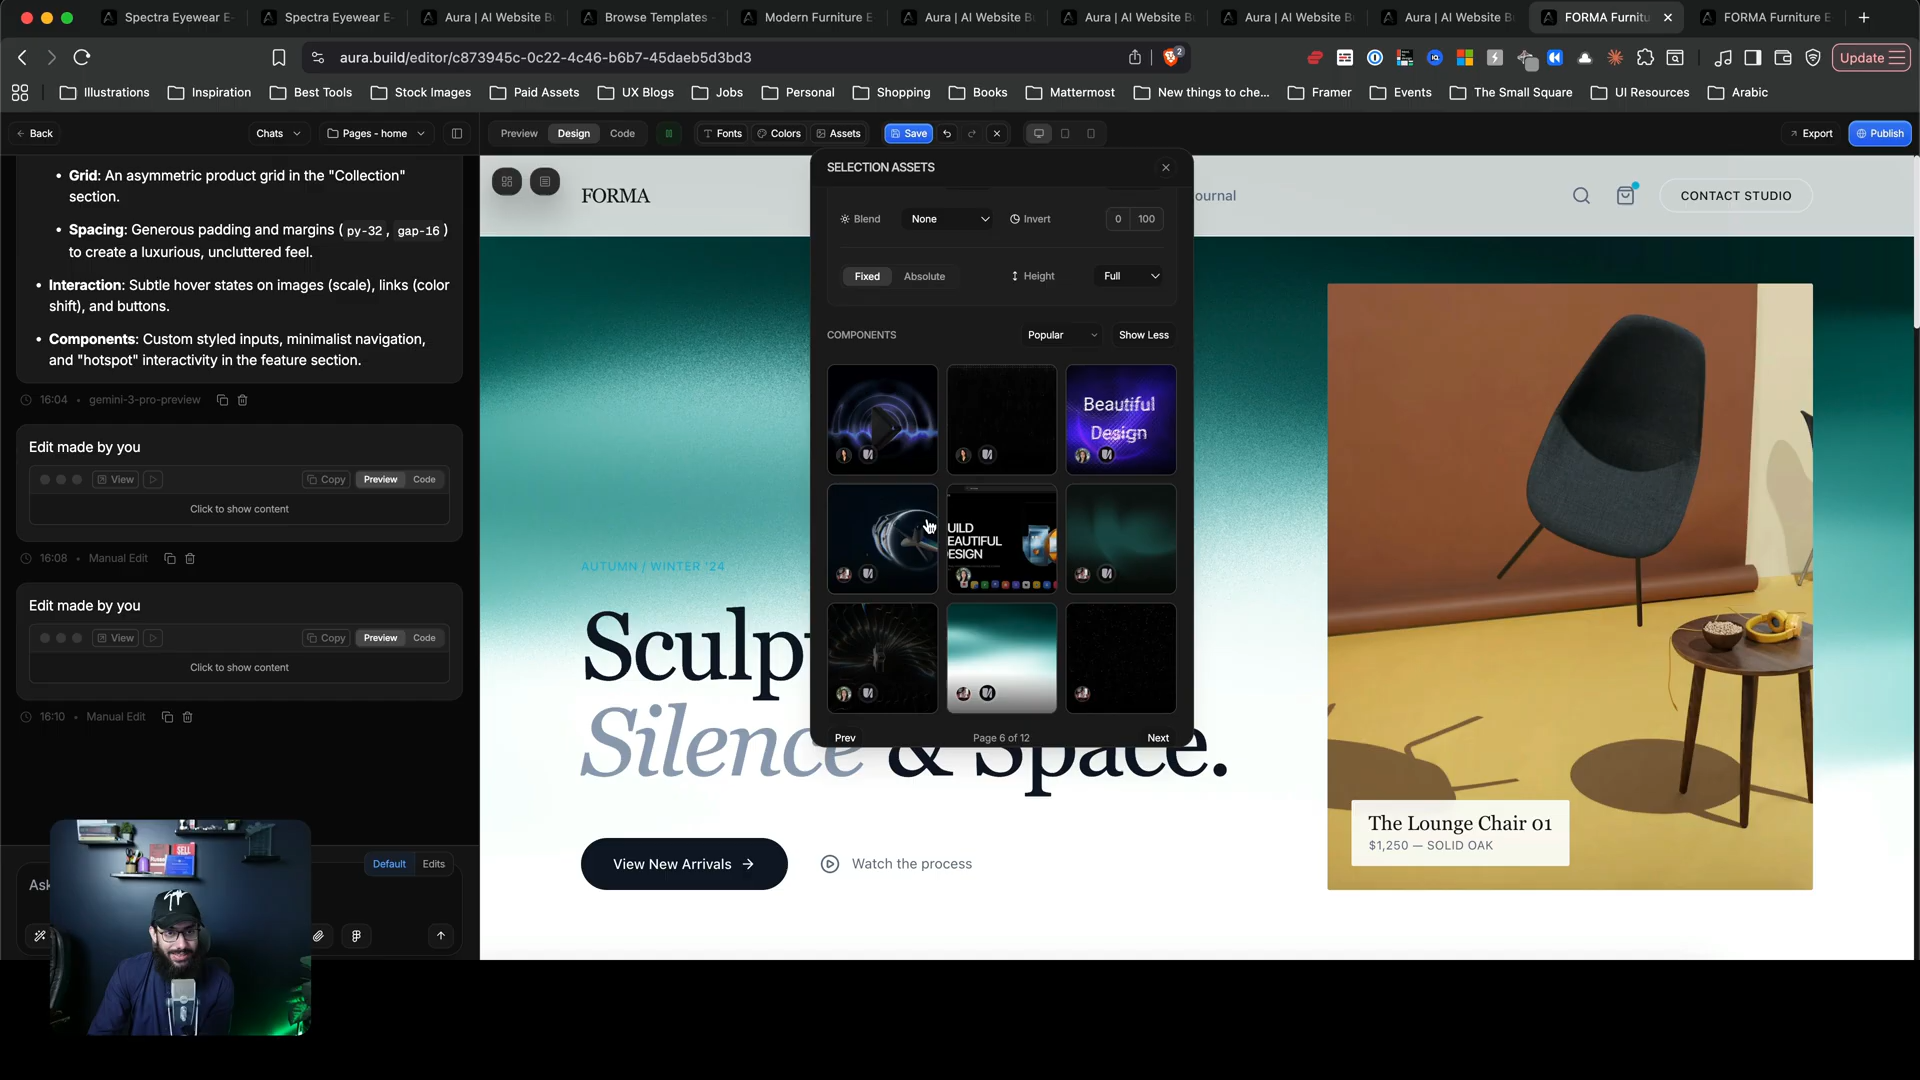 Spectra Eyewear E-
Spectra Eyewear E-
Aura | AI Website Bu
Browse Templates -
Modern Furniture E
Aura | AI Website Bu
Aura | AI Website Bu
Aura | AI Website Bu
Aura | AI Website Bu
FORMA Furnitu
FORMA Furniture E
aura.build/editor/c873945c-0c22-4c46-b6b7-45daeb5d3bd3
2
Update
Illustrations
Inspiration
Best Tools
Stock Images
Paid Assets
UX Blogs
Jobs
Personal
Shopping
Books
Mattermost
New things to che...
Framer
Events
The Small Square
UI Resources
Arabic
Back
Chats
Pages - home
Preview
Design
Code
Fonts
Colors
Assets
Save
Export
Publish
Grid: An asymmetric product grid in the "Collection"
section.
Spacing: Generous padding and margins ( py-32 , gap-16 )
to create a luxurious, uncluttered feel.
Interaction: Subtle hover states on images (scale), links (color
shift), and buttons.
Components: Custom styled inputs, minimalist navigation,
and "hotspot" interactivity in the feature section.
16:04 • gemini-3-pro-preview
Edit made by you
View
Copy
Preview
Code
Click to show content
16:08 • Manual Edit
Edit made by you
View
Copy
Preview
Code
Click to show content
16:10 • Manual Edit
Default
Edits
Ask
SELECTION ASSETS
Blend
None
Invert
0
100
Fixed
Absolute
Height
Full
COMPONENTS
Popular
Show Less
Beautiful
Design
UILD
EAUTIFUL
ESIGN
Prev
Page 6 of 12
Next
FORMA
ournal
CONTACT STUDIO
AUTUMN / WINTER '24
Sculp
Silence & Space.
View New Arrivals
Watch the process
The Lounge Chair 01
$1,250 — SOLID OAK
SELL